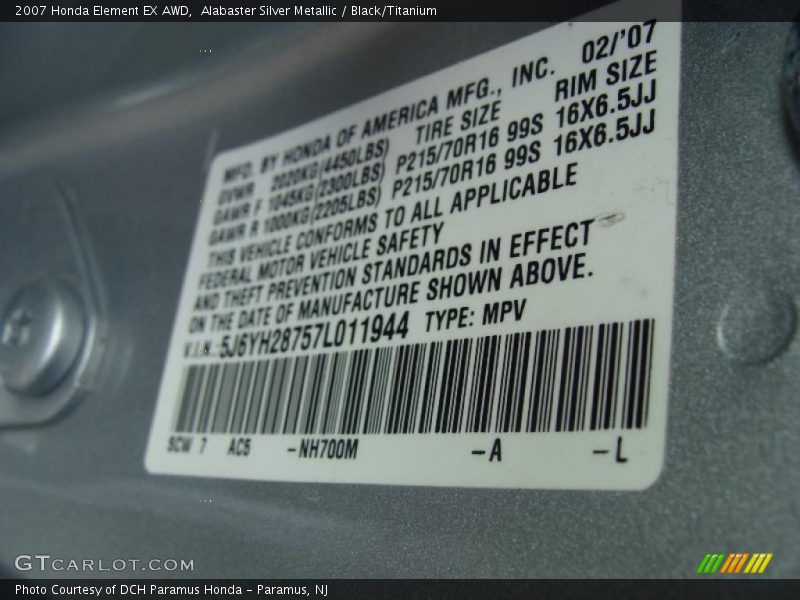 2007 Honda Element EX AWD,  Alabaster Silver Metallic / Black/Titanium
MFD. BY HONDA OF AMERICA MFG., INC. 02/'07
GVWR 2020KG(4450LBS) TIRE SIZE RIM SIZE
GAWR F 1045KG(2300LBS) P215/70R16 99S 16X6.5JJ
GAWR R 1000KG(2205LBS) P215/70R16 99S 16X6.5JJ
THIS VEHICLE CONFORMS TO ALL APPLICABLE
FEDERAL MOTOR VEHICLE SAFETY
AND THEFT PREVENTION STANDARDS IN EFFECT
ON THE DATE OF MANUFACTURE SHOWN ABOVE.
V.I.N. 5J6YH28757L011944 TYPE: MPV
SCW 7 AC5 -NH700M -A -L
GTCARLOT.COM
Photo Courtesy of DCH Paramus Honda - Paramus, NJ